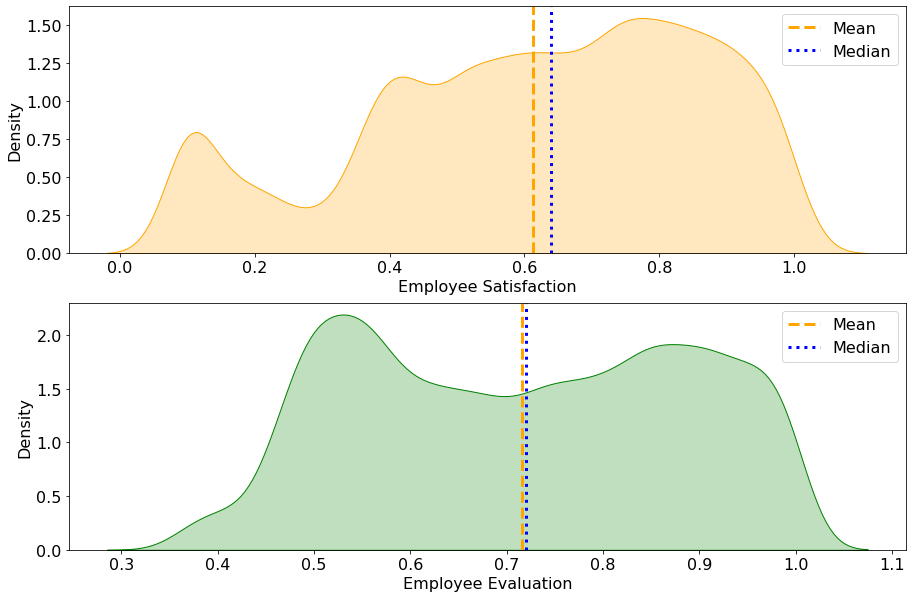 Density
1.50
1.25
1.00
0.75
0.50
0.25
0.00
Mean
Median
0.0 0.2 0.4 0.6 0.8 1.0
Employee Satisfaction
Density
2.0
1.5
1.0
0.5
0.0
Mean
Median
0.3 0.4 0.5 0.6 0.7 0.8 0.9 1.0 1.1
Employee Evaluation